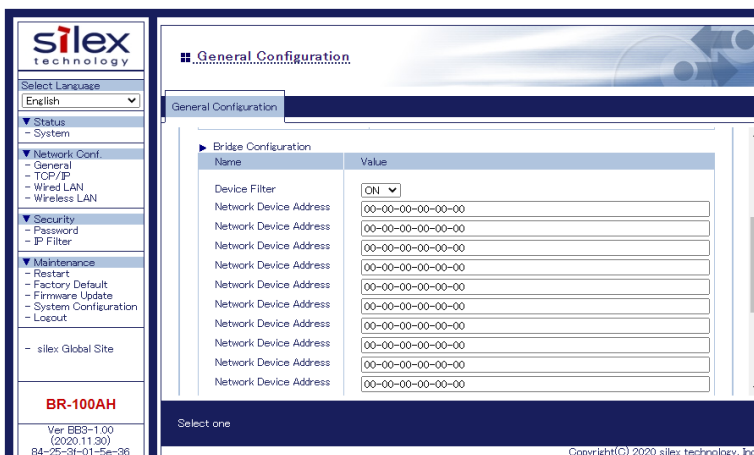 silex
technology
Select Language
English
▼ Status
- System
▼ Network Conf.
- General
- TCP/IP
- Wired LAN
- Wireless LAN
▼ Security
- Password
- IP Filter
▼ Maintenance
- Restart
- Factory Default
- Firmware Update
- System Configuration
- Logout
- silex Global Site
BR-100AH
Ver BB3-1.00
(2020.11.30)
84-25-3f-01-5e-36
General Configuration
General Configuration
Bridge Configuration
Name Value
Device Filter ON
Network Device Address 00-00-00-00-00-00
Network Device Address 00-00-00-00-00-00
Network Device Address 00-00-00-00-00-00
Network Device Address 00-00-00-00-00-00
Network Device Address 00-00-00-00-00-00
Network Device Address 00-00-00-00-00-00
Network Device Address 00-00-00-00-00-00
Network Device Address 00-00-00-00-00-00
Network Device Address 00-00-00-00-00-00
Network Device Address 00-00-00-00-00-00
Select one
Copyright(C) 2020 silex technology, Inc